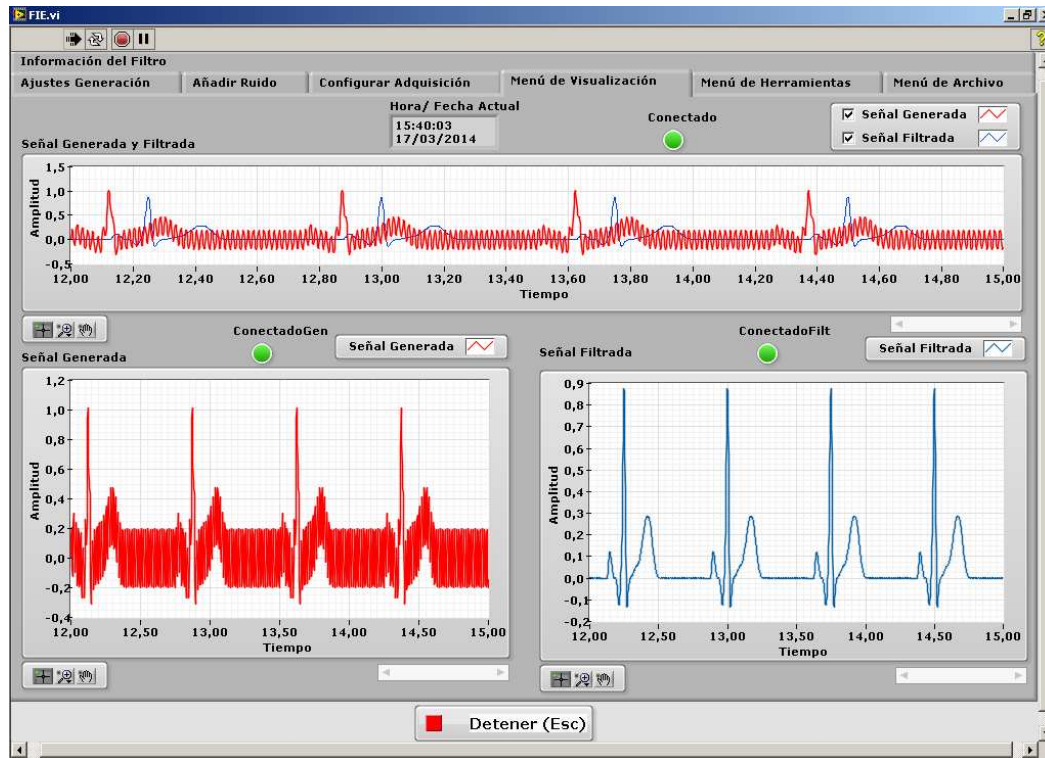 FIE.vi
Información del Filtro
Ajustes Generación Añadir Ruido Configurar Adquisición Menú de Visualización Menú de Herramientas Menú de Archivo
Hora/ Fecha Actual
15:40:03
17/03/2014
Conectado
Señal Generada
Señal Filtrada
Señal Generada y Filtrada
1,5
1,0
0,5
0,0
-0,5
Amplitud
12,00 12,20 12,40 12,60 12,80 13,00 13,20 13,40 13,60 13,80 14,00 14,20 14,40 14,60 14,80 15,00
Tiempo
ConectadoGen
Señal Generada
Señal Generada
1,2
1,0
0,8
0,6
0,4
0,2
0,0
-0,2
-0,4
Amplitud
12,00 12,50 13,00 13,50 14,00 14,50 15,00
Tiempo
ConectadoFilt
Señal Filtrada
Señal Filtrada
0,9
0,8
0,7
0,6
0,5
0,4
0,3
0,2
0,1
0,0
-0,1
-0,2
Amplitud
12,00 12,50 13,00 13,50 14,00 14,50 15,00
Tiempo
Detener (Esc)